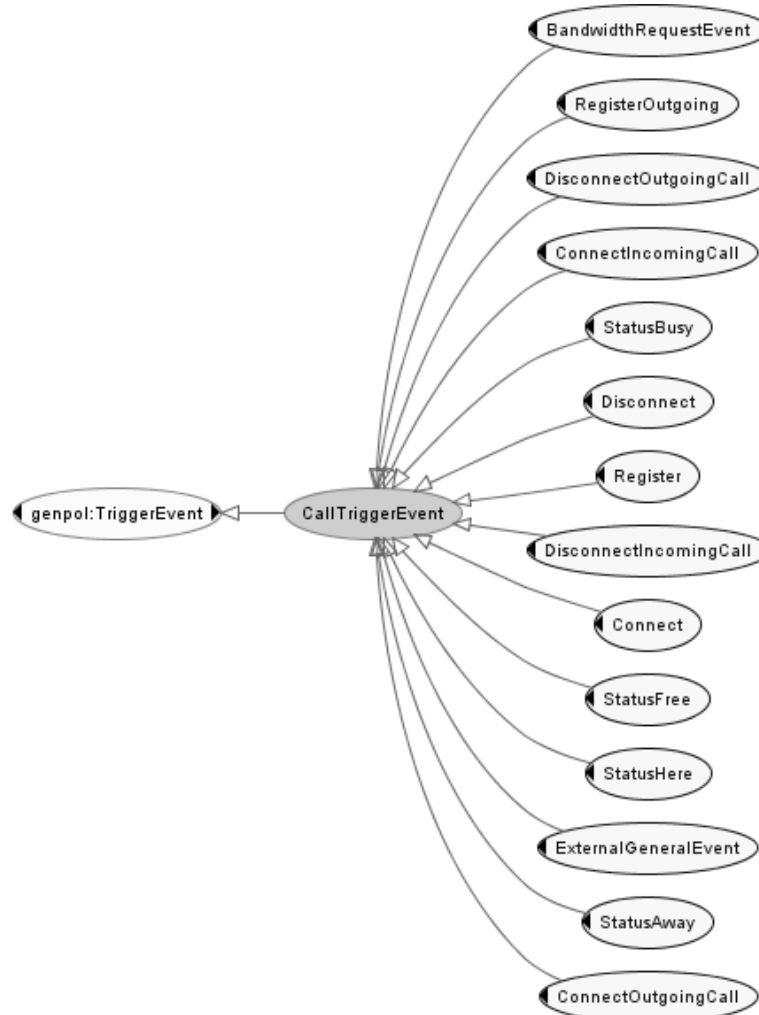 BandwidthRequestEvent
RegisterOutgoing
DisconnectOutgoingCall
ConnectIncomingCall
StatusBusy
Disconnect
Register
genpol:TriggerEvent
CallTriggerEvent
DisconnectIncomingCall
Connect
StatusFree
StatusHere
ExternalGeneralEvent
StatusAway
ConnectOutgoingCall